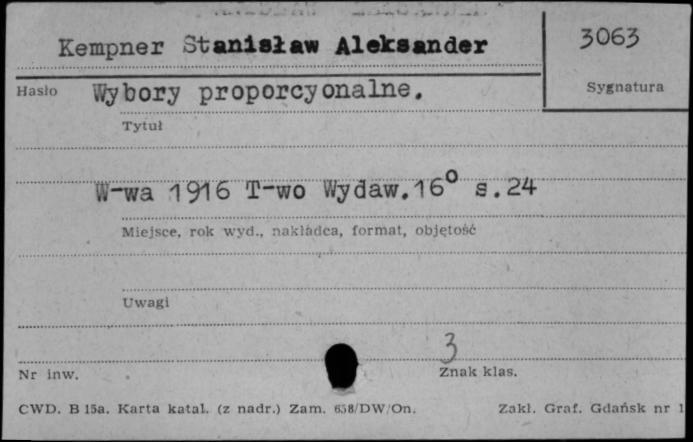 Kempner Stanisław Aleksander
3063
Hasło
Sygnatura
Wybory proporcyonalne.
Tytuł
W-wa 1916 T-wo Wydaw.16° s.24
Miejsce, rok wyd., nakładca, format, objętość
Uwagi
3
Nr inw.
Znak klas.
CWD. B 15a. Karta katal. (z nadr.) Zam. 658/DW/On.
Zakł. Graf. Gdańsk nr 1